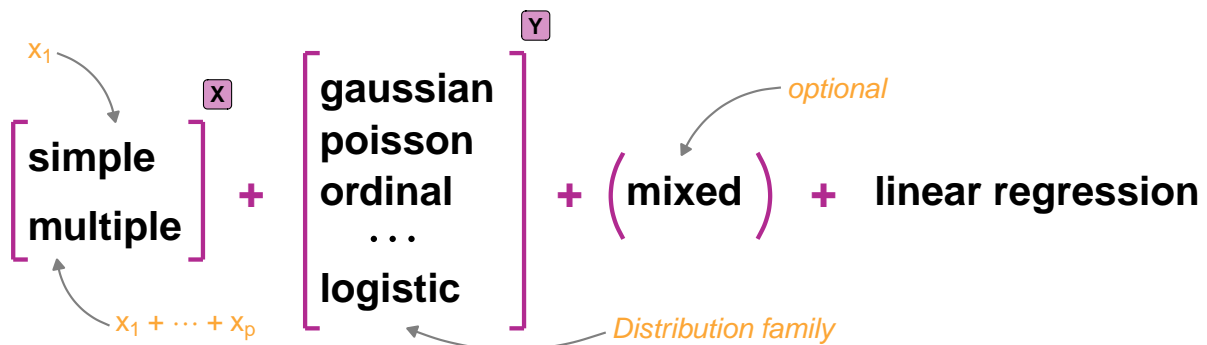 x₁
X
simple
multiple
x₁ + ⋯ + xₚ
+
Y
gaussian
poisson
ordinal
⋯
logistic
Distribution family
+
(mixed)
optional
+
linear regression